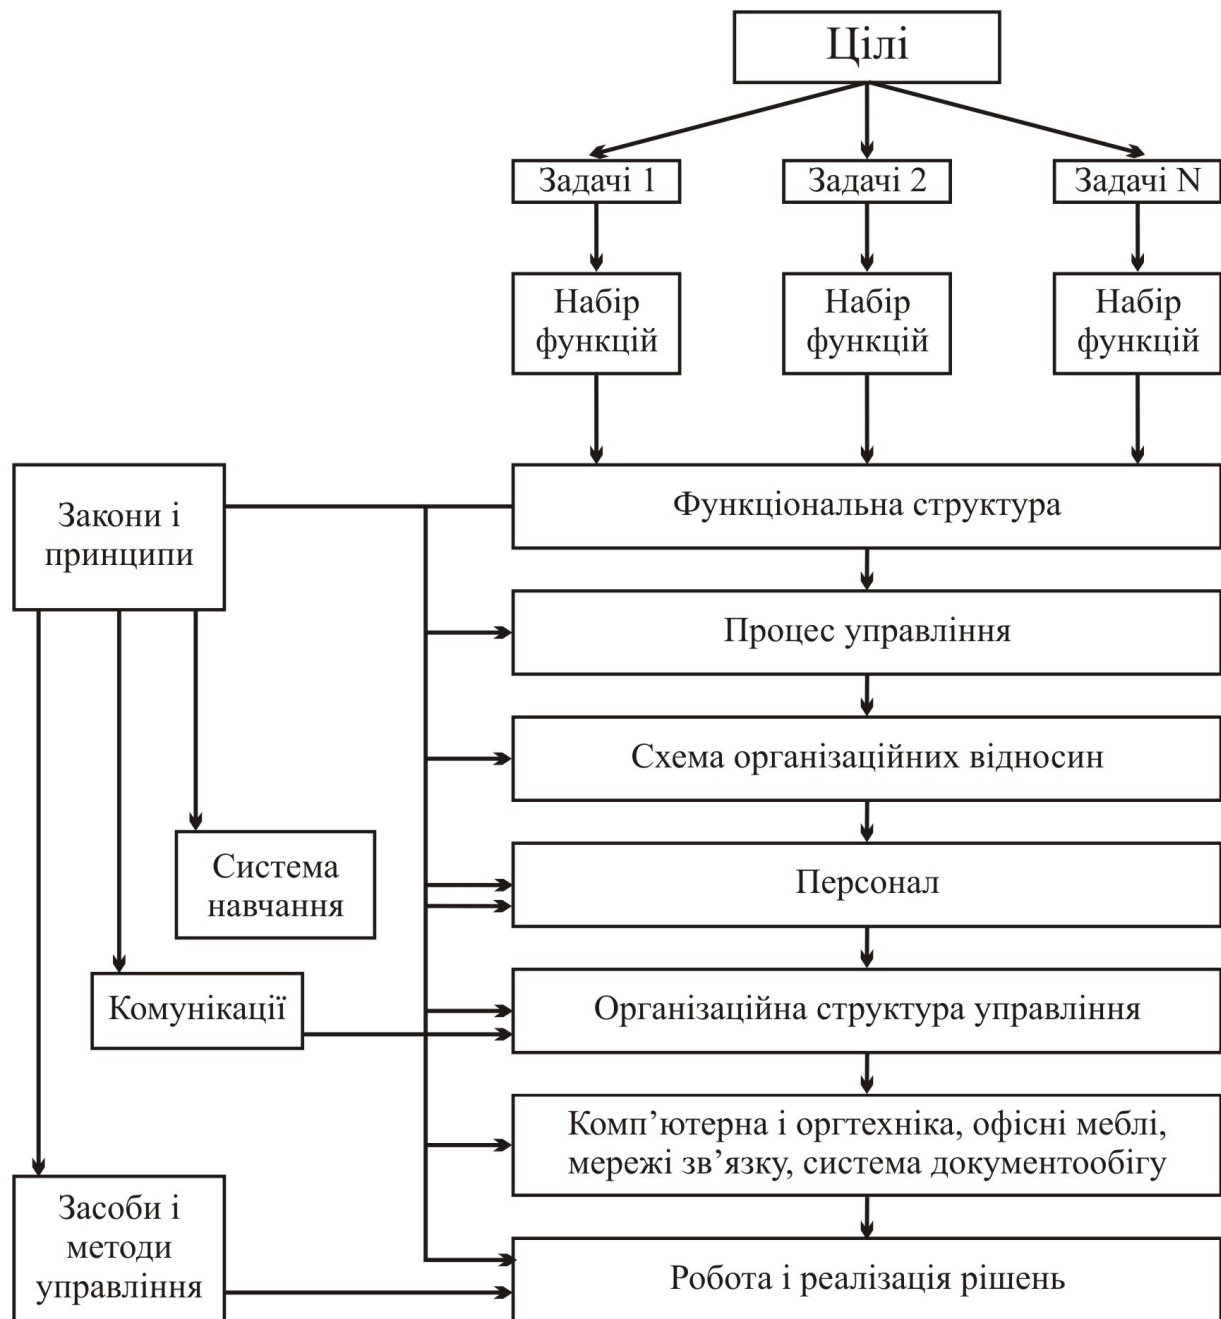 Цілі
Задачі 1
Задачі 2
Задачі N
Набір
функцій
Набір
функцій
Набір
функцій
Закони і
принципи
Функціональна структура
Процес управління
Схема організаційних відносин
Система
навчання
Персонал
Комунікації
Організаційна структура управління
Комп’ютерна і оргтехніка, офісні меблі,
мережі зв’язку, система документообігу
Засоби і
методи
управління
Робота і реалізація рішень